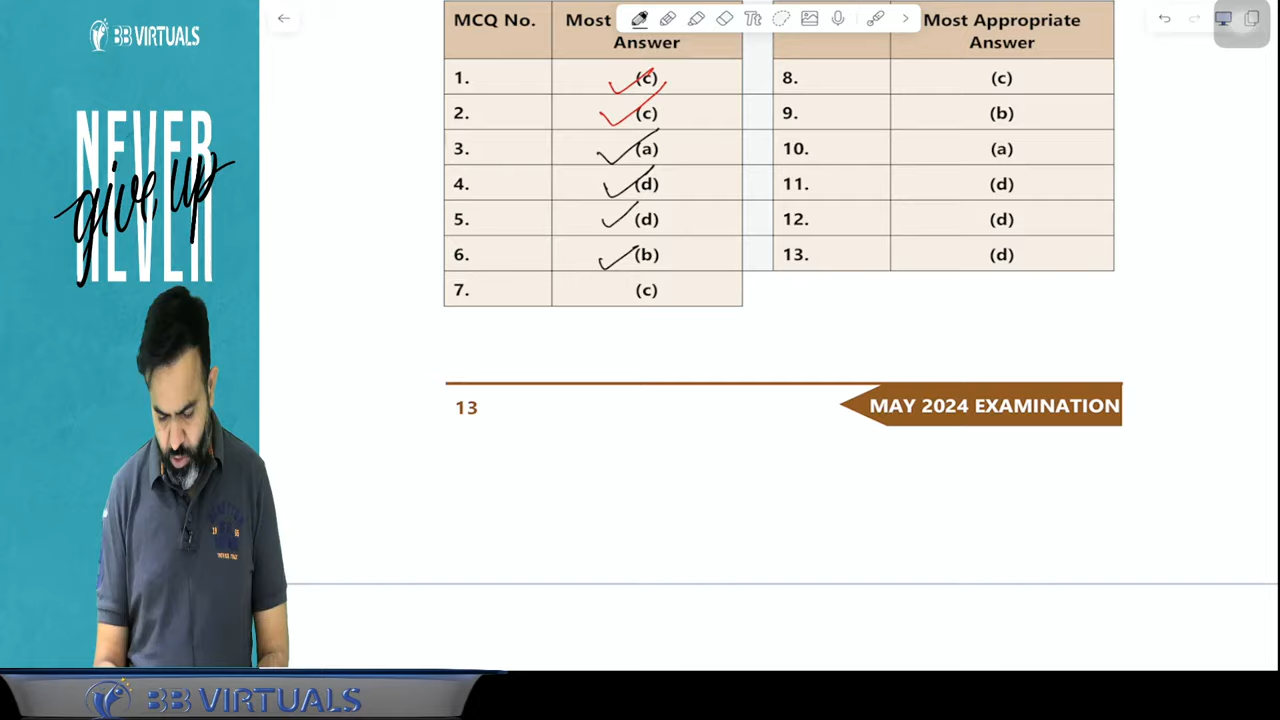 BB VIRTUALS
NEVER
give up
NEVER
MCQ No.
Most
Answer
Most Appropriate
Answer
1. (c)
8. (c)
2. (c)
9. (b)
3. (a)
10. (a)
4. (d)
11. (d)
5. (d)
12. (d)
6. (b)
13. (d)
7. (c)
13
MAY 2024 EXAMINATION
BB VIRTUALS